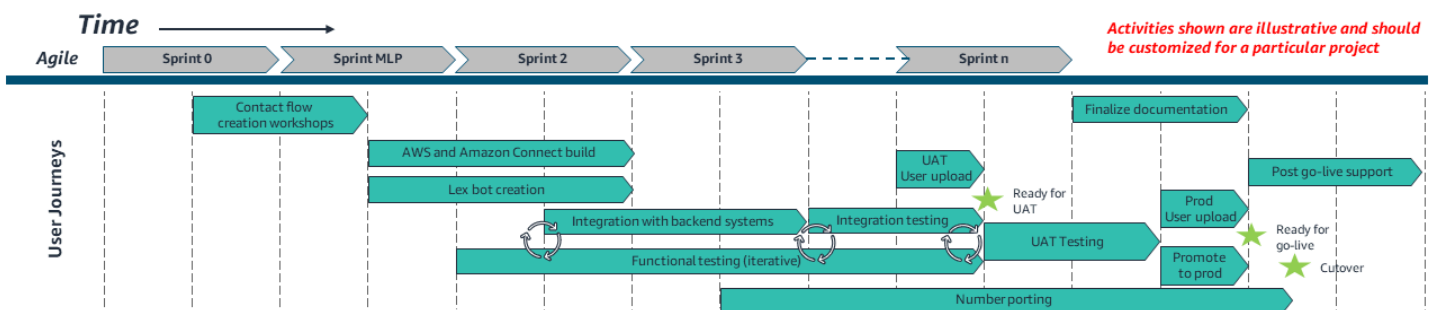 Time
Activities shown are illustrative and should
be customized for a particular project
Agile
Sprint 0
Sprint MLP
Sprint 2
Sprint 3
Sprint n
User Journeys
Contact flow
creation workshops
Finalize documentation
AWS and Amazon Connect build
UAT
User upload
Post go-live support
Lex bot creation
Ready for
UAT
Prod
User upload
Integration with backend systems
Integration testing
UAT Testing
Ready for
go-live
Functional testing (iterative)
Promote
to prod
Cutover
Number porting